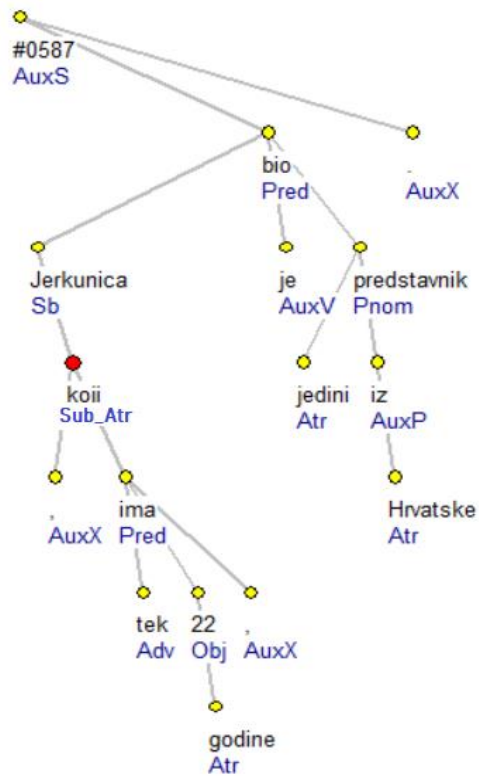 #0587
AuxS
bio
Pred
.
AuxX
Jerkunica
Sb
je
AuxV
predstavnik
Pnom
koji
Sub_Atr
jedini
Atr
iz
AuxP
,
AuxX
ima
Pred
Hrvatske
Atr
tek
Adv
22
Obj
,
AuxX
godine
Atr